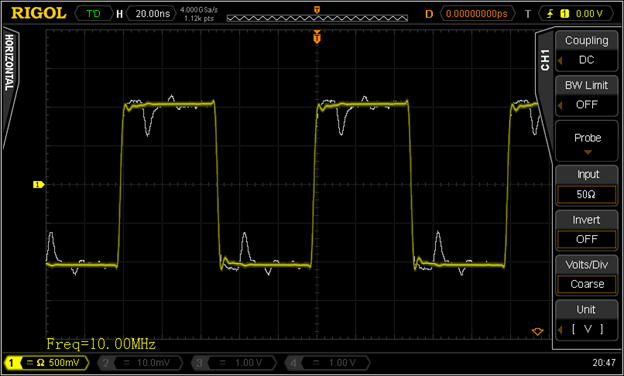 RIGOL T'D H 20.00ns 4.000GSa/s D 0.00000000ps T 1 0.00 V
1.12k pts
T
HORIZONTAL
CH1
Coupling
DC
BW Limit
OFF
Probe
Input
50Ω
Invert
OFF
Volts/Div
Coarse
Unit
[ V ]
1
Freq=10.00MHz
1 = Ω 500mV 2 = 10.0mV 3 = 1.00 V 4 = 1.00 V 20:47